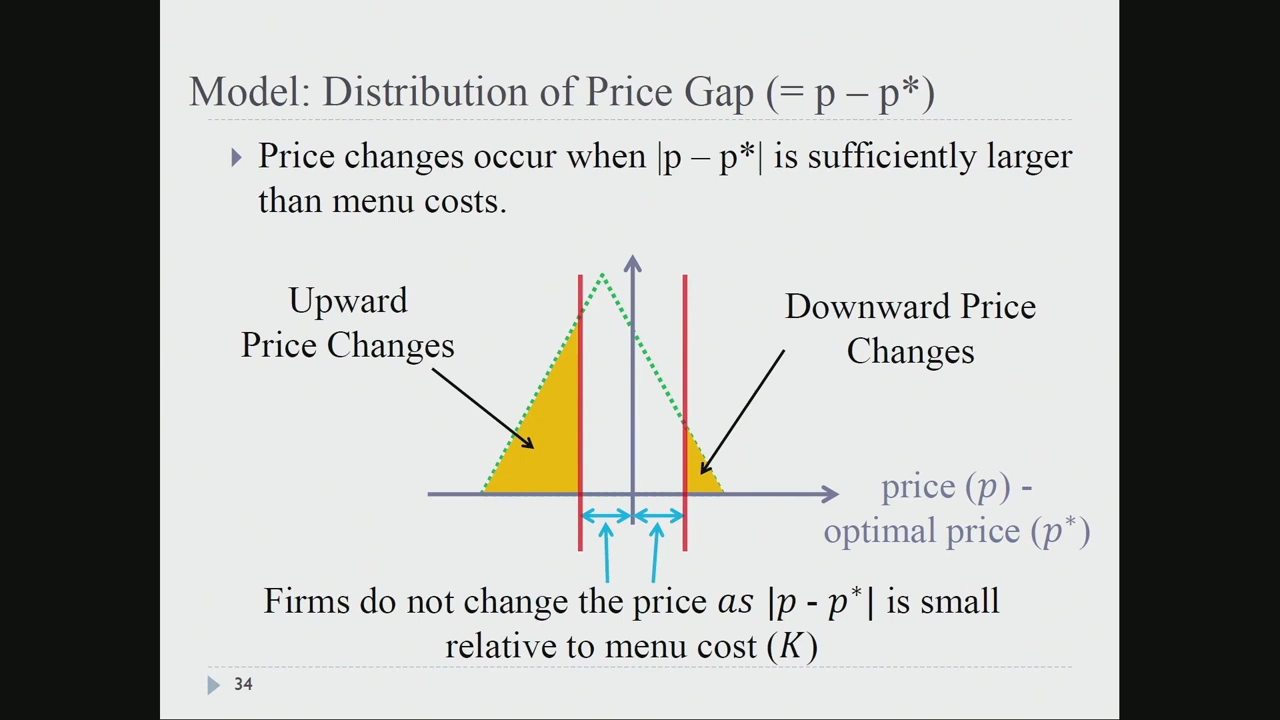 Model: Distribution of Price Gap (= p – p*)
Price changes occur when |p – p*| is sufficiently larger
than menu costs.
Upward
Price Changes
Downward Price
Changes
price (p) -
optimal price (p*)
Firms do not change the price as |p - p*| is small
relative to menu cost (K)
34